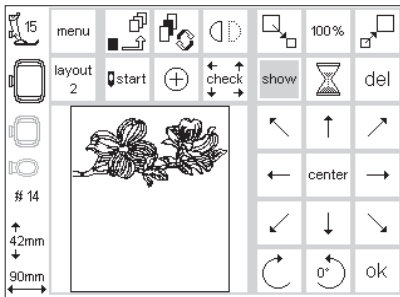 15 menu 100%
layout
2 start check show del
center
# 14
42mm
90mm 0° ok